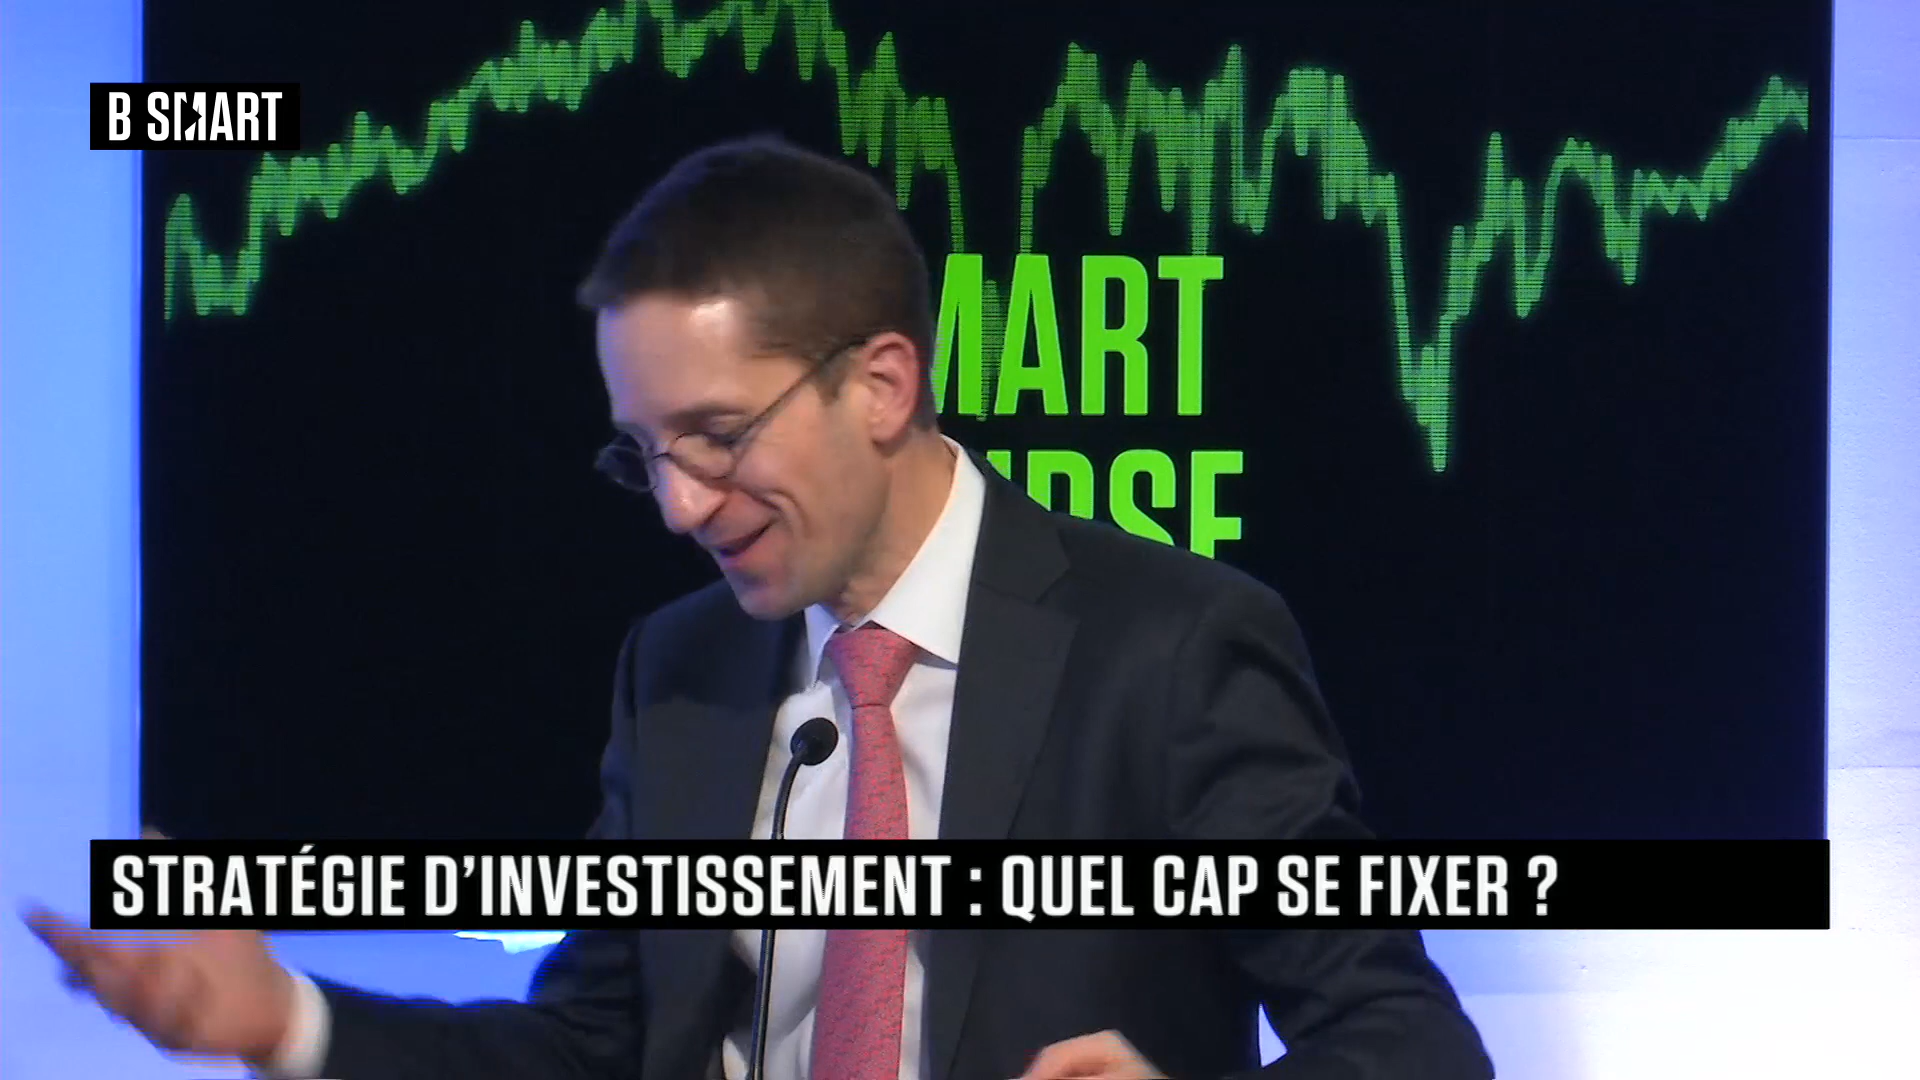 B SMART
MART
STRATÉGIE D’INVESTISSEMENT : QUEL CAP SE FIXER ?